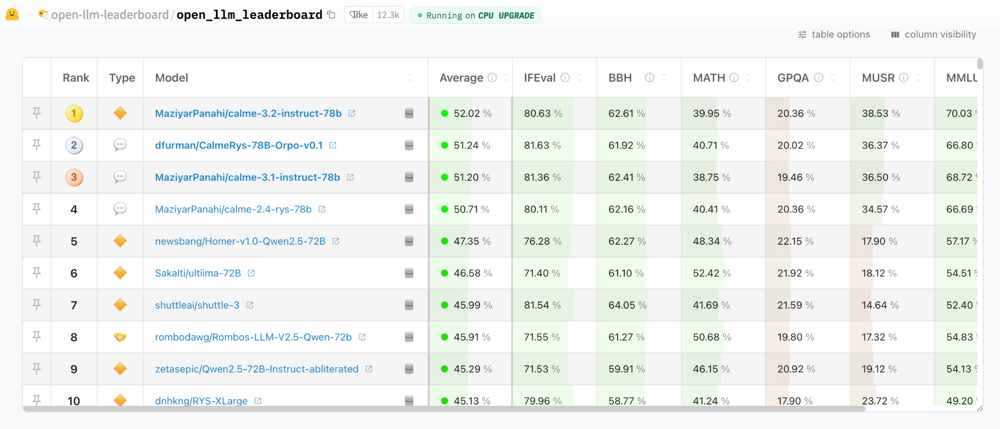 open-llm-leaderboard/open_llm_leaderboard like 12.3k Running on CPU UPGRADE
table options column visibility
Rank Type Model Average IFEval BBH MATH GPQA MUSR MMLU
1 MaziyarPanahi/calme-3.2-instruct-78b 52.02 % 80.63 % 62.61 % 39.95 % 20.36 % 38.53 % 70.03 %
2 dfurman/CalmeRys-78B-Orpo-v0.1 51.24 % 81.63 % 61.92 % 40.71 % 20.02 % 36.37 % 66.80 %
3 MaziyarPanahi/calme-3.1-instruct-78b 51.20 % 81.36 % 62.41 % 38.75 % 19.46 % 36.50 % 68.72 %
4 MaziyarPanahi/calme-2.4-rys-78b 50.71 % 80.11 % 62.16 % 40.41 % 20.36 % 34.57 % 66.69 %
5 newsbang/Homer-v1.0-Qwen2.5-72B 47.35 % 76.28 % 62.27 % 48.34 % 22.15 % 17.90 % 57.17 %
6 Sakalti/ultiima-72B 46.58 % 71.40 % 61.10 % 52.42 % 21.92 % 18.12 % 54.51 %
7 shuttleai/shuttle-3 45.99 % 81.54 % 64.05 % 41.69 % 21.59 % 14.64 % 52.40 %
8 rombodawg/Rombos-LLM-V2.5-Qwen-72b 45.91 % 71.55 % 61.27 % 50.68 % 19.80 % 17.32 % 54.83 %
9 zetasepic/Qwen2.5-72B-Instruct-abliterated 45.29 % 71.53 % 59.91 % 46.15 % 20.92 % 19.12 % 54.13 %
10 dnhkng/RYS-XLarge 45.13 % 79.96 % 58.77 % 41.24 % 17.90 % 23.72 % 49.20 %